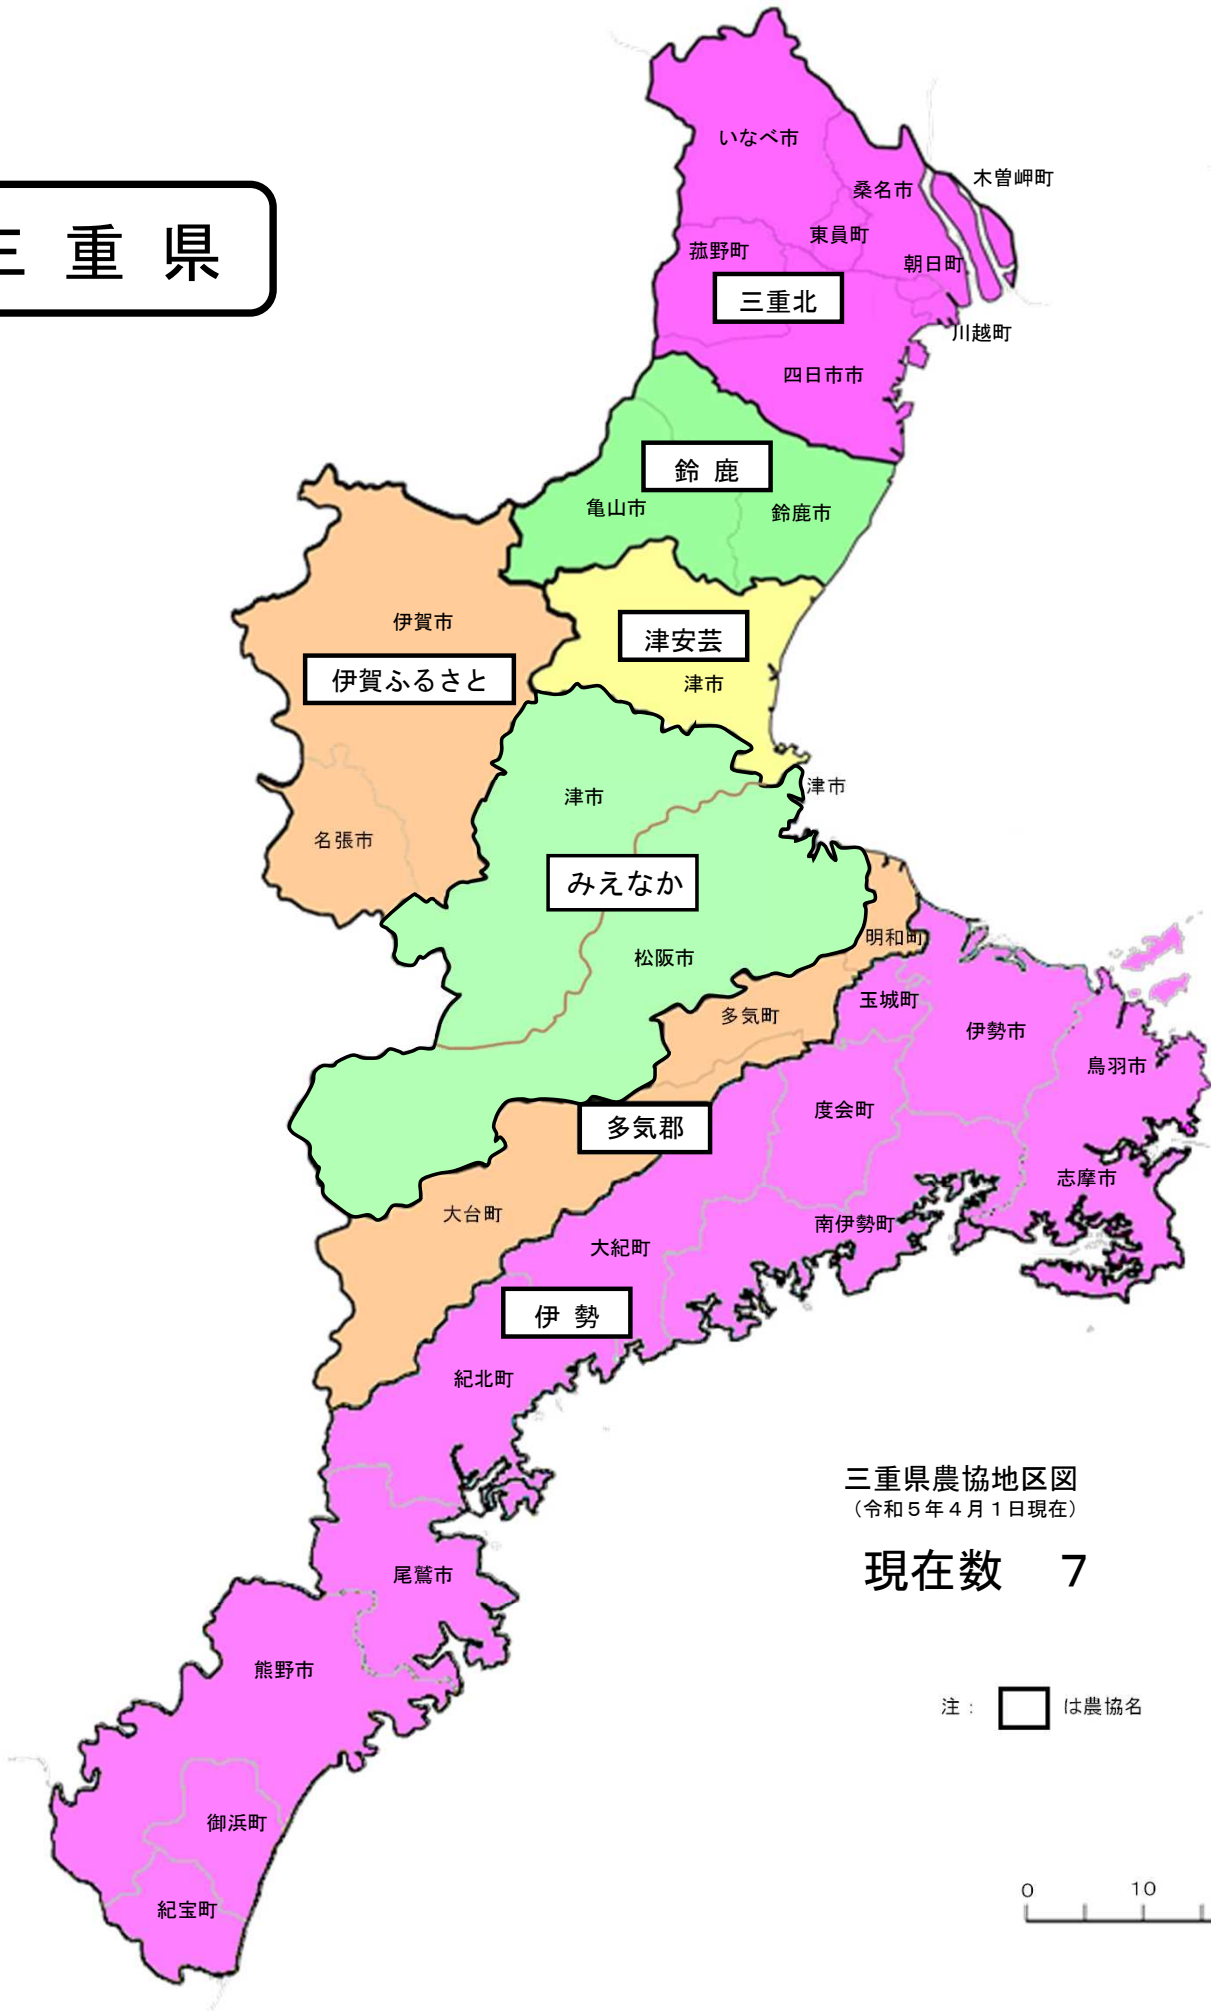 三重県
いなべ市
桑名市
木曽岬町
東員町
菰野町
朝日町
三重北
川越町
四日市市
鈴鹿
亀山市
鈴鹿市
伊賀市
津安芸
伊賀ふるさと
津市
津市
津市
名張市
みえなか
明和町
松阪市
玉城町
多気町
伊勢市
鳥羽市
度会町
多気郡
志摩市
大台町
南伊勢町
大紀町
伊勢
紀北町
三重県農協地区図
（令和５年４月１日現在）
現在数　7
尾鷲市
熊野市
注： は農協名
御浜町
紀宝町
0 10